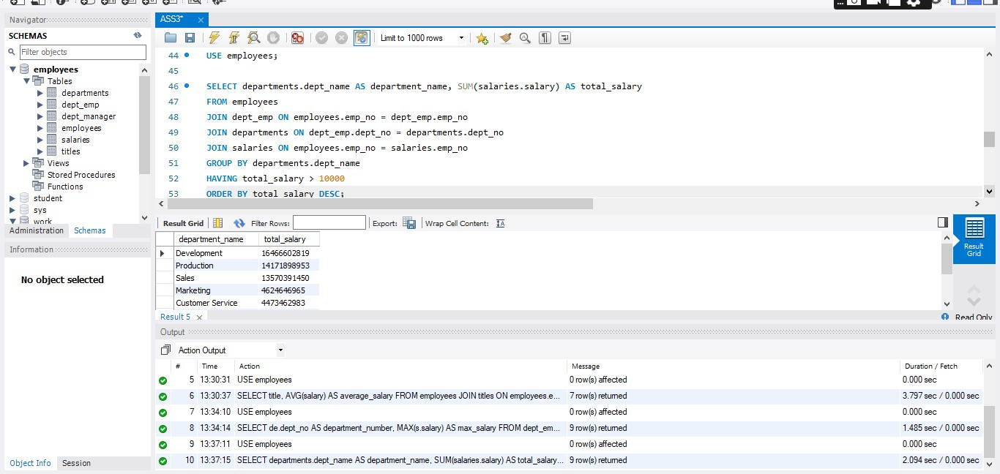 Navigator
ASS3*
SCHEMAS
Filter objects
employees
Tables
departments
dept_emp
dept_manager
employees
salaries
titles
Views
Stored Procedures
Functions
student
sys
work
Administration Schemas
Information
No object selected
Object Info Session
Limit to 1000 rows
44 USE employees;
45
46 SELECT departments.dept_name AS department_name, SUM(salaries.salary) AS total_salary
47 FROM employees
48 JOIN dept_emp ON employees.emp_no = dept_emp.emp_no
49 JOIN departments ON dept_emp.dept_no = departments.dept_no
50 JOIN salaries ON employees.emp_no = salaries.emp_no
51 GROUP BY departments.dept_name
52 HAVING total_salary > 10000
53 ORDER BY total_salary DESC;
Result Grid Filter Rows: Export: Wrap Cell Content:
department_name total_salary
Development 16466602819
Production 14171898953
Sales 13570391450
Marketing 4624646965
Customer Service 4473462983
Result
Grid
Result 5 Read Only
Output
Action Output
# Time Action Message Duration / Fetch
5 13:30:31 USE employees 0 row(s) affected 0.000 sec
6 13:30:37 SELECT title, AVG(salary) AS average_salary FROM employees JOIN titles ON employees.e... 7 row(s) returned 3.797 sec / 0.000 sec
7 13:34:10 USE employees 0 row(s) affected 0.000 sec
8 13:34:14 SELECT de.dept_no AS department_number, MAX(s.salary) AS max_salary FROM dept_em... 9 row(s) returned 1.485 sec / 0.000 sec
9 13:37:11 USE employees 0 row(s) affected 0.000 sec
10 13:37:15 SELECT departments.dept_name AS department_name, SUM(salaries.salary) AS total_salary... 9 row(s) returned 2.094 sec / 0.000 sec